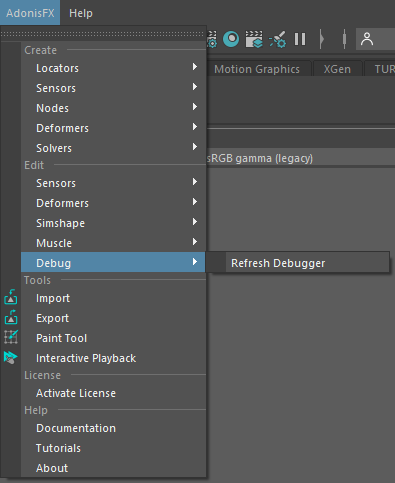 AdonisFX Help
Create
Locators
Sensors
Nodes
Deformers
Solvers
Edit
Sensors
Deformers
Simshape
Muscle
Debug
Refresh Debugger
Tools
Import
Export
Paint Tool
Interactive Playback
License
Activate License
Help
Documentation
Tutorials
About
Motion Graphics XGen TUR
sRGB gamma (legacy)